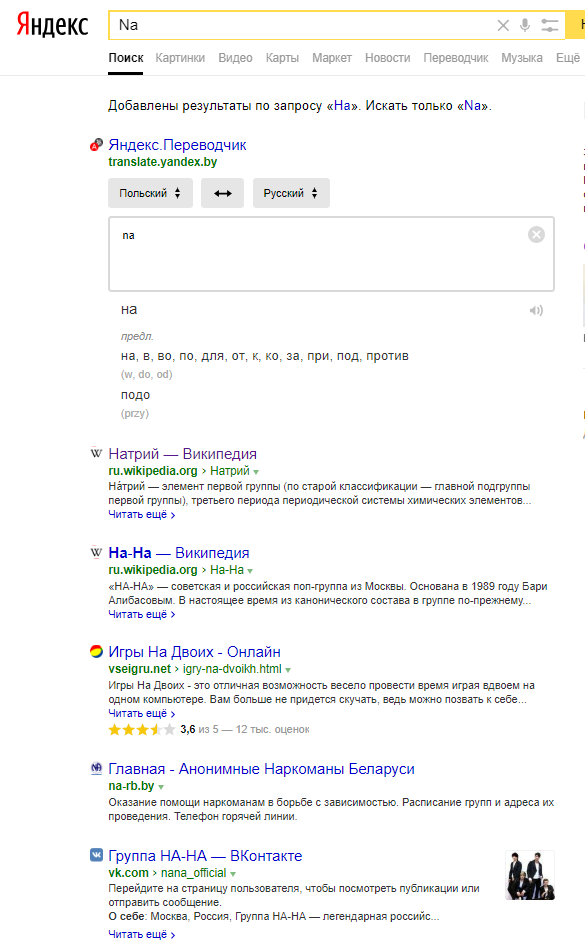 Яндекс
Na
Поиск Картинки Видео Карты Маркет Новости Переводчик Музыка Ещё
Добавлены результаты по запросу «На». Искать только «Na».
Яндекс.Переводчик
translate.yandex.by
Польский Русский
na
на
предл.
на, в, во, по, для, от, к, ко, за, при, под, против
(w, do, od)
подо
(przy)
Натрий — Википедия
ru.wikipedia.org › Натрий
На́трий — элемент первой группы (по старой классификации — главной подгруппы
первой группы), третьего периода периодической системы химических элементов...
Читать ещё ›
На-На — Википедия
ru.wikipedia.org › На-На
«НА-НА» — советская и российская поп-группа из Москвы. Основана в 1989 году Бари
Алибасовым. В настоящее время из канонического состава в группе по-прежнему...
Читать ещё ›
Игры На Двоих - Онлайн
vseigru.net › igry-na-dvoikh.html
Игры На Двоих - это отличная возможность весело провести время играя вдвоем на
одном компьютере. Вам больше не придется скучать, ведь можно позвать к себе...
Читать ещё ›
3,6 из 5 — 12 тыс. оценок
Главная - Анонимные Наркоманы Беларуси
na-rb.by
Оказание помощи наркоманам в борьбе с зависимостью. Расписание групп и адреса их
проведения. Телефон горячей линии.
Группа НА-НА — ВКонтакте
vk.com › nana_official
Перейдите на страницу пользователя, чтобы посмотреть публикации или
отправить сообщение.
О себе: Москва, Россия, Группа НА-НА — легендарная российс...
Читать ещё ›